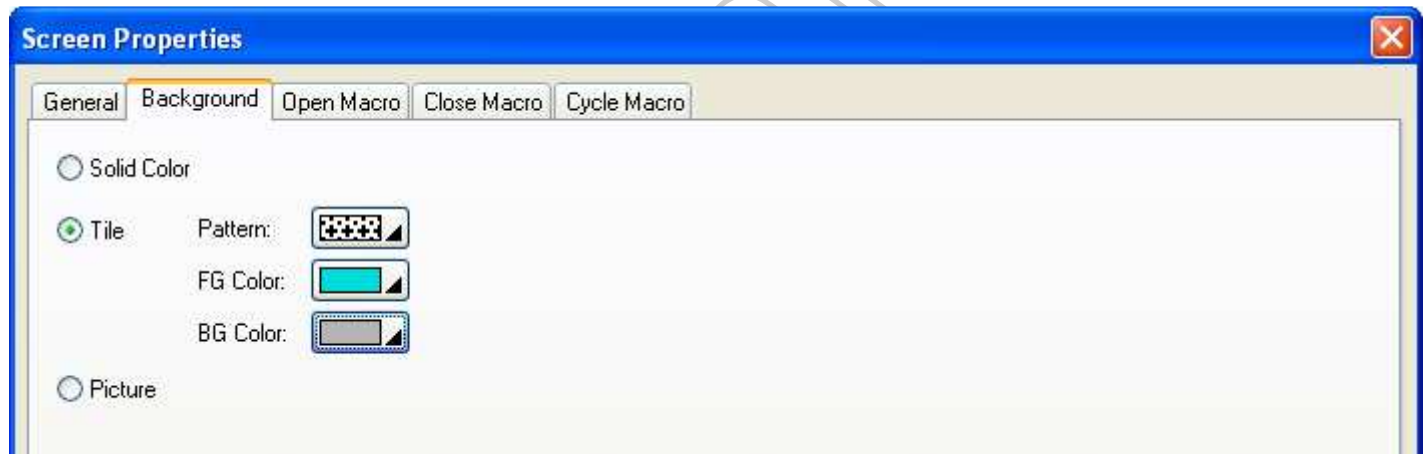 Screen Properties
General Background Open Macro Close Macro Cycle Macro
Solid Color
Tile Pattern:
FG Color:
BG Color:
Picture